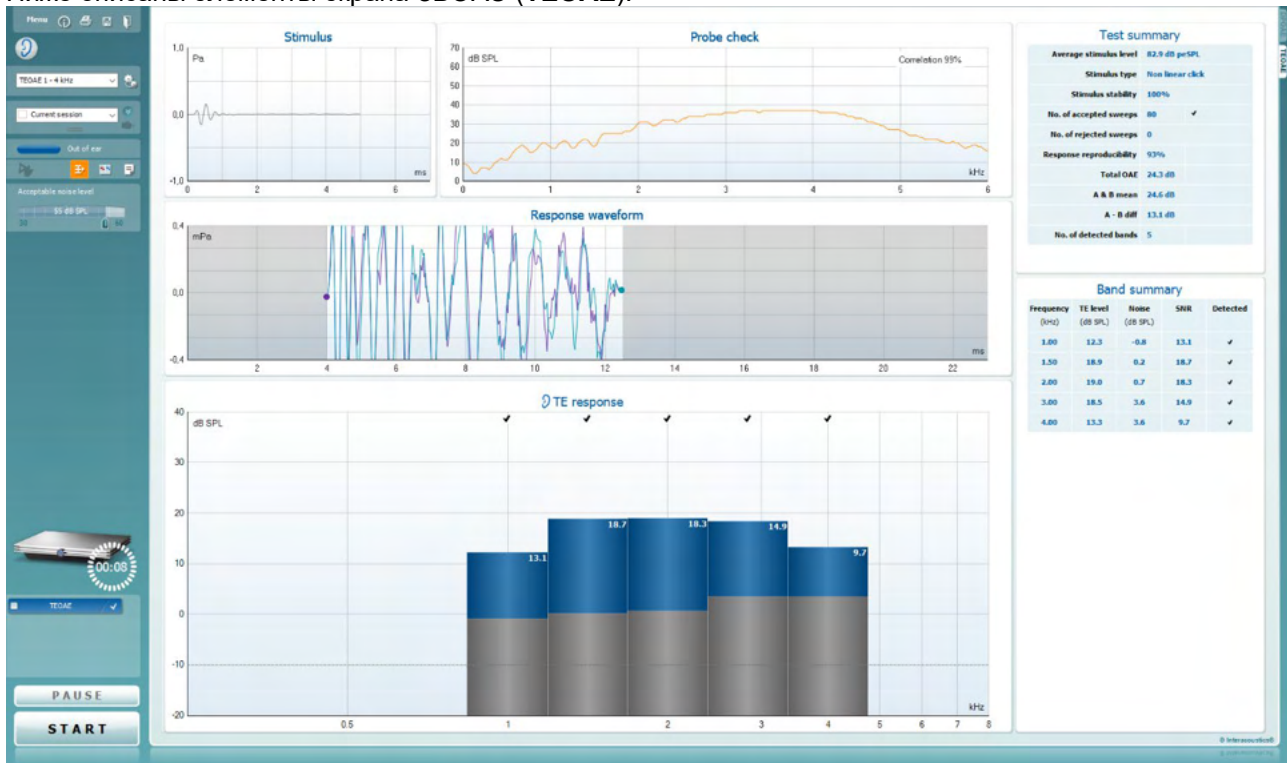 Menu
TEOAE 1 - 4 kHz
Current session
Out of ear
Acceptable noise level
55 dB SPL
30 60
00:08
TEOAE
PAUSE
START
Stimulus
1,0
Pa
0,0
-1,0
ms
0 2 4 6
Probe check
70
dB SPL
Correlation 99%
60
50
40
30
20
10
0
kHz
0 1 2 3 4 5 6
Response waveform
0,4
mPa
0,0
-0,4
ms
2 4 6 8 10 12 14 16 18 20 22
TE response
40
dB SPL
30
20
10
0
-10
-20
13.1 18.7 18.3 14.9 9.7
kHz
0.5 1 2 3 4 5 6 7 8
Test summary
Average stimulus level 82.9 dB peSPL
Stimulus type Non linear click
Stimulus stability 100%
No. of accepted sweeps 80
No. of rejected sweeps 0
Response reproducibility 93%
Total OAE 24.3 dB
A & B mean 24.6 dB
A - B diff 13.1 dB
No. of detected bands 5
Band summary
Frequency TE level Noise SNR Detected
(kHz) (dB SPL) (dB SPL)
1.00 12.3 -0.8 13.1
1.50 18.9 0.2 18.7
2.00 19.0 0.7 18.3
3.00 18.5 3.6 14.9
4.00 13.3 3.6 9.7
TEOAE
© Interacoustics®